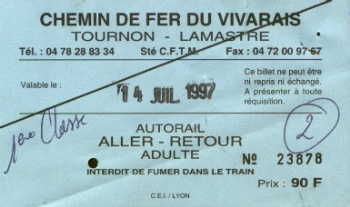 CHEMIN DE FER DU VIVARAIS
TOURNON - LAMASTRE
Tél. : 04 78 28 83 34 Sté C.F.T.M. Fax : 04 72 00 97 67
Valable le : 14 JUIL. 1997
Ce billet ne peut être
ni repris ni échangé.
A présenter à toute
réquisition.
1ère Classe
AUTORAIL
ALLER - RETOUR
ADULTE
2
№ 23878
INTERDIT DE FUMER DANS LE TRAIN
Prix : 90 F
C.E.I. / LYON